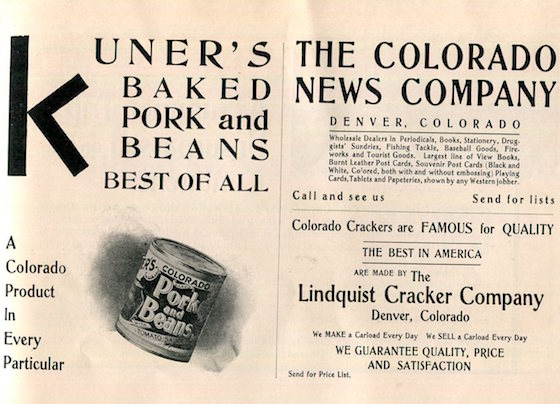 KUNER'S
BAKED
PORK and
BEANS
BEST OF ALL
A
Colorado
Product
In
Every
Particular
COLORADO
Pork
and
Beans
TOMATO
THE COLORADO
NEWS COMPANY
DENVER, COLORADO
Wholesale Dealers in Periodicals, Books, Stationery, Drug-
gists' Sundries, Fishing Tackle, Baseball Goods, Fire-
works and Tourist Goods. Largest line of View Books,
Burnt Leather Post Cards, Souvenir Post Cards (Black and
White, Colored, both with and without embossing) Playing
Cards, Tablets and Papeteries, shown by any Western jobber.
Call and see us Send for lists
Colorado Crackers are FAMOUS for QUALITY
THE BEST IN AMERICA
ARE MADE BY The
Lindquist Cracker Company
Denver, Colorado
We MAKE a Carload Every Day We SELL a Carload Every Day
WE GUARANTEE QUALITY, PRICE
AND SATISFACTION
Send for Price List.